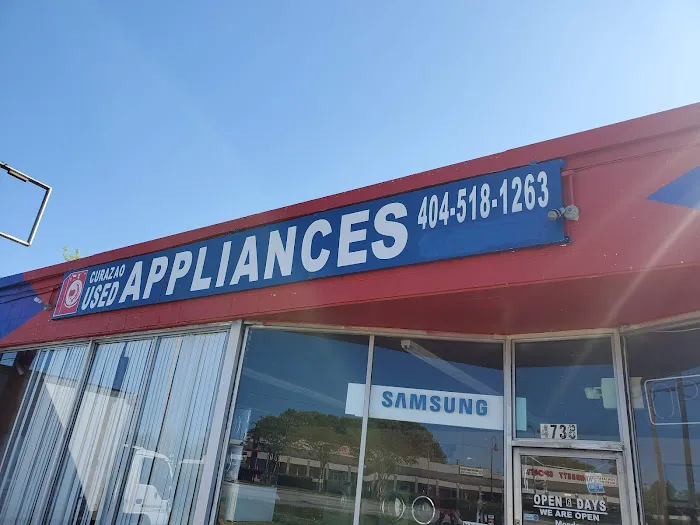 CURAZAO
USED APPLIANCES 404-518-1263
SAMSUNG
OPEN 6 DAYS
WE ARE OPEN